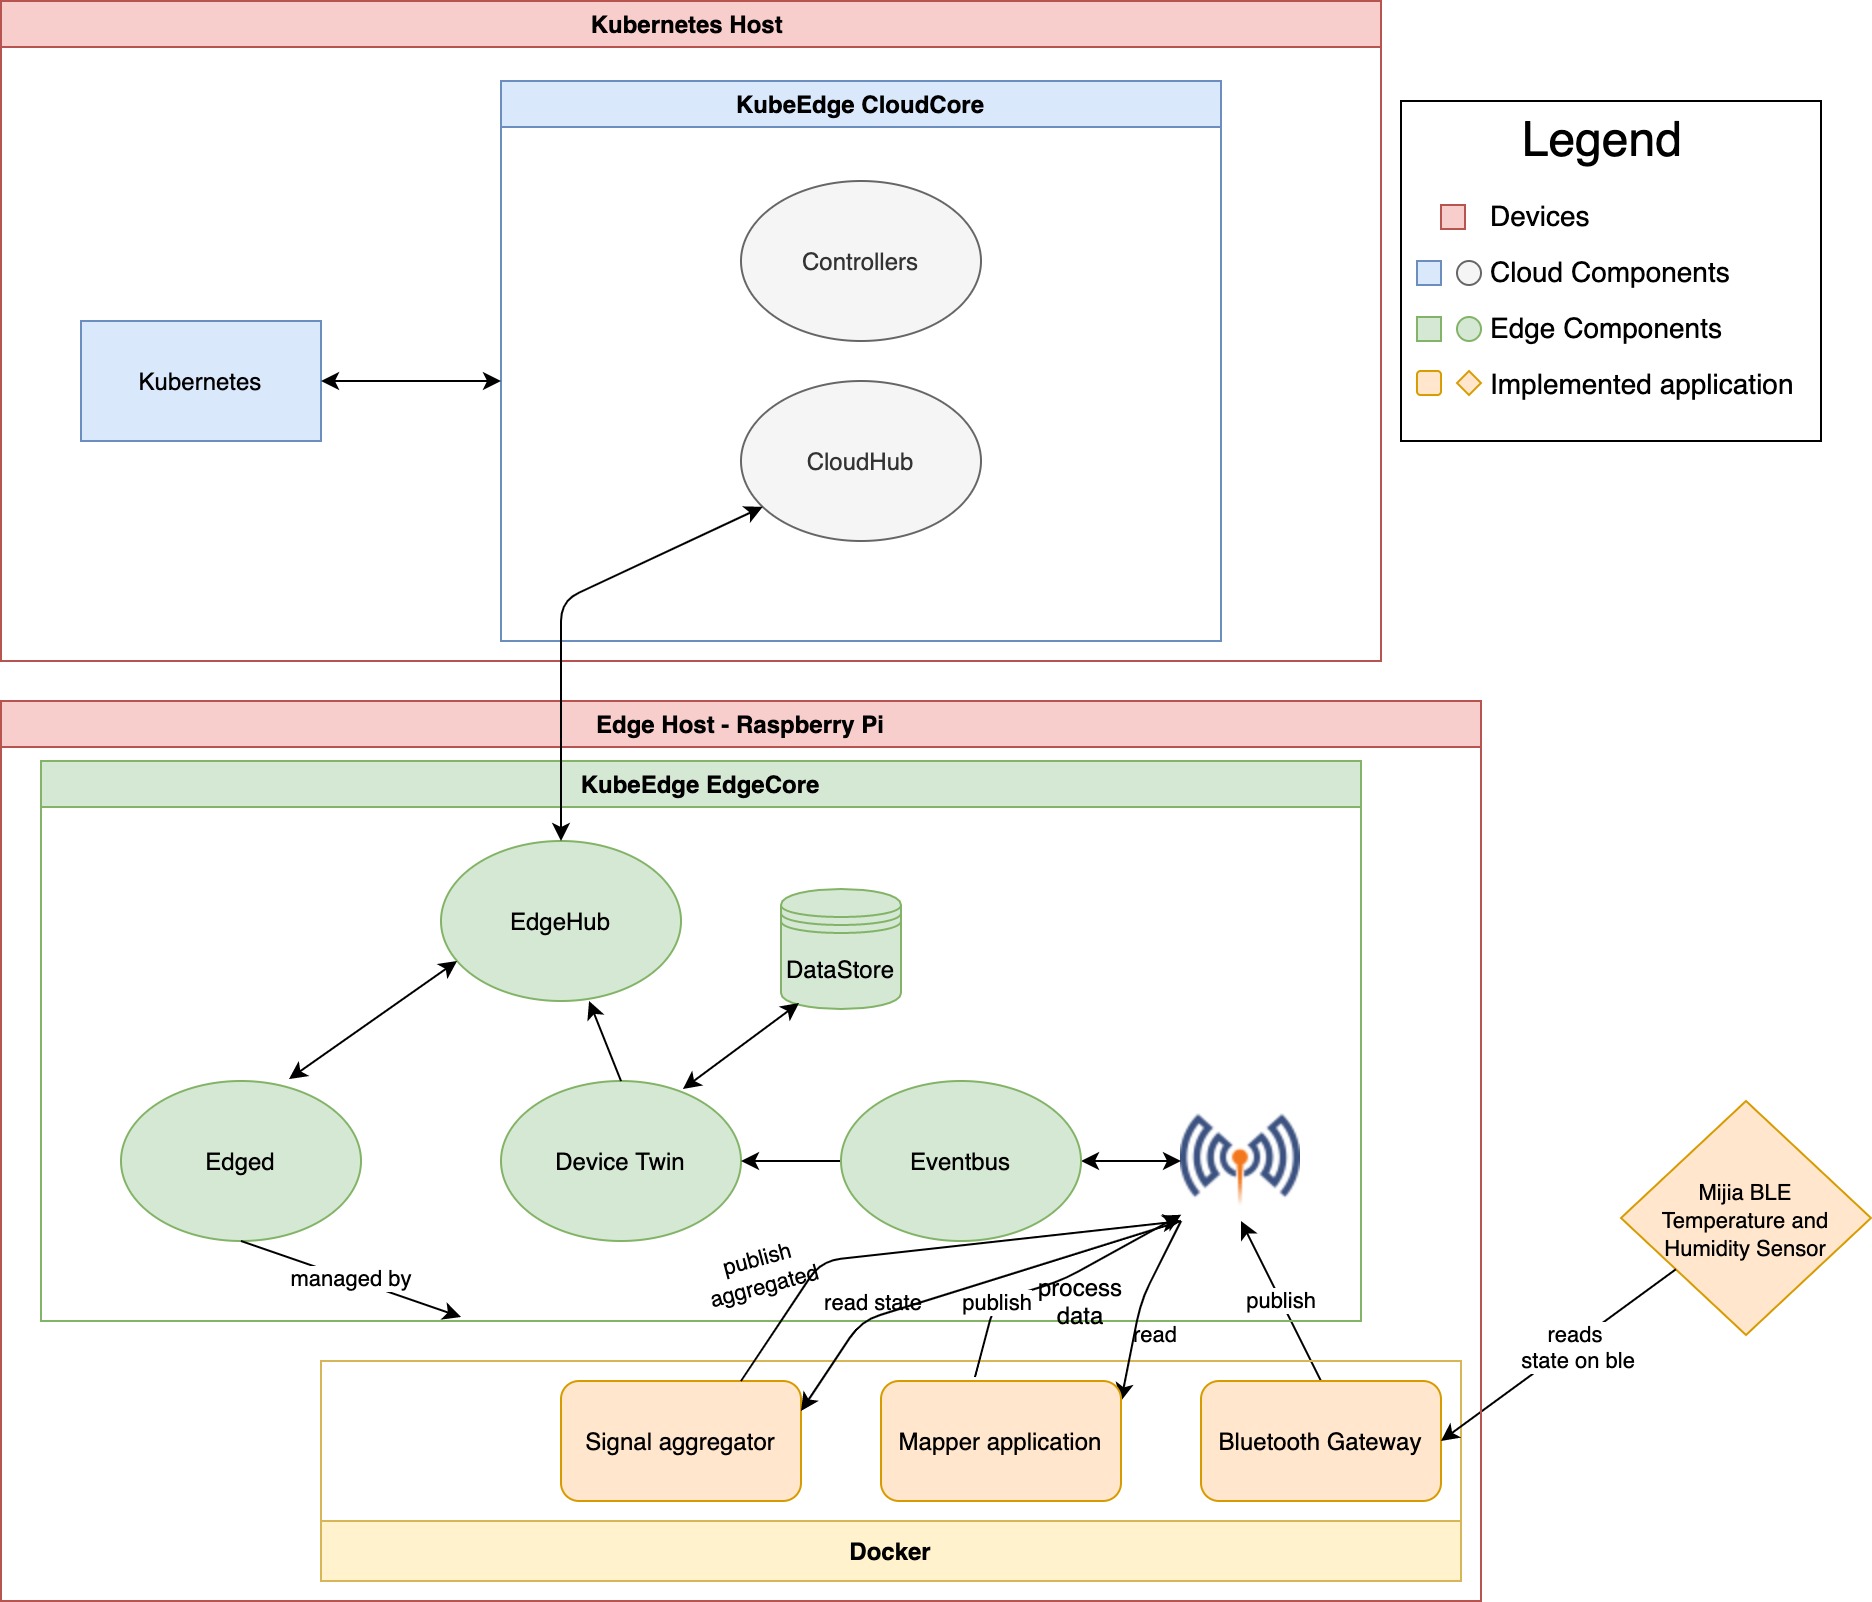 Kubernetes Host
KubeEdge CloudCore
Controllers
Kubernetes
CloudHub
Legend
Devices
Cloud Components
Edge Components
Implemented application
Edge Host - Raspberry Pi
KubeEdge EdgeCore
EdgeHub
DataStore
Edged
Device Twin
Eventbus
Mijia BLE
Temperature and
Humidity Sensor
managed by
publish
aggregated
read state
publish
process
data
read
publish
reads
state on ble
Signal aggregator
Mapper application
Bluetooth Gateway
Docker